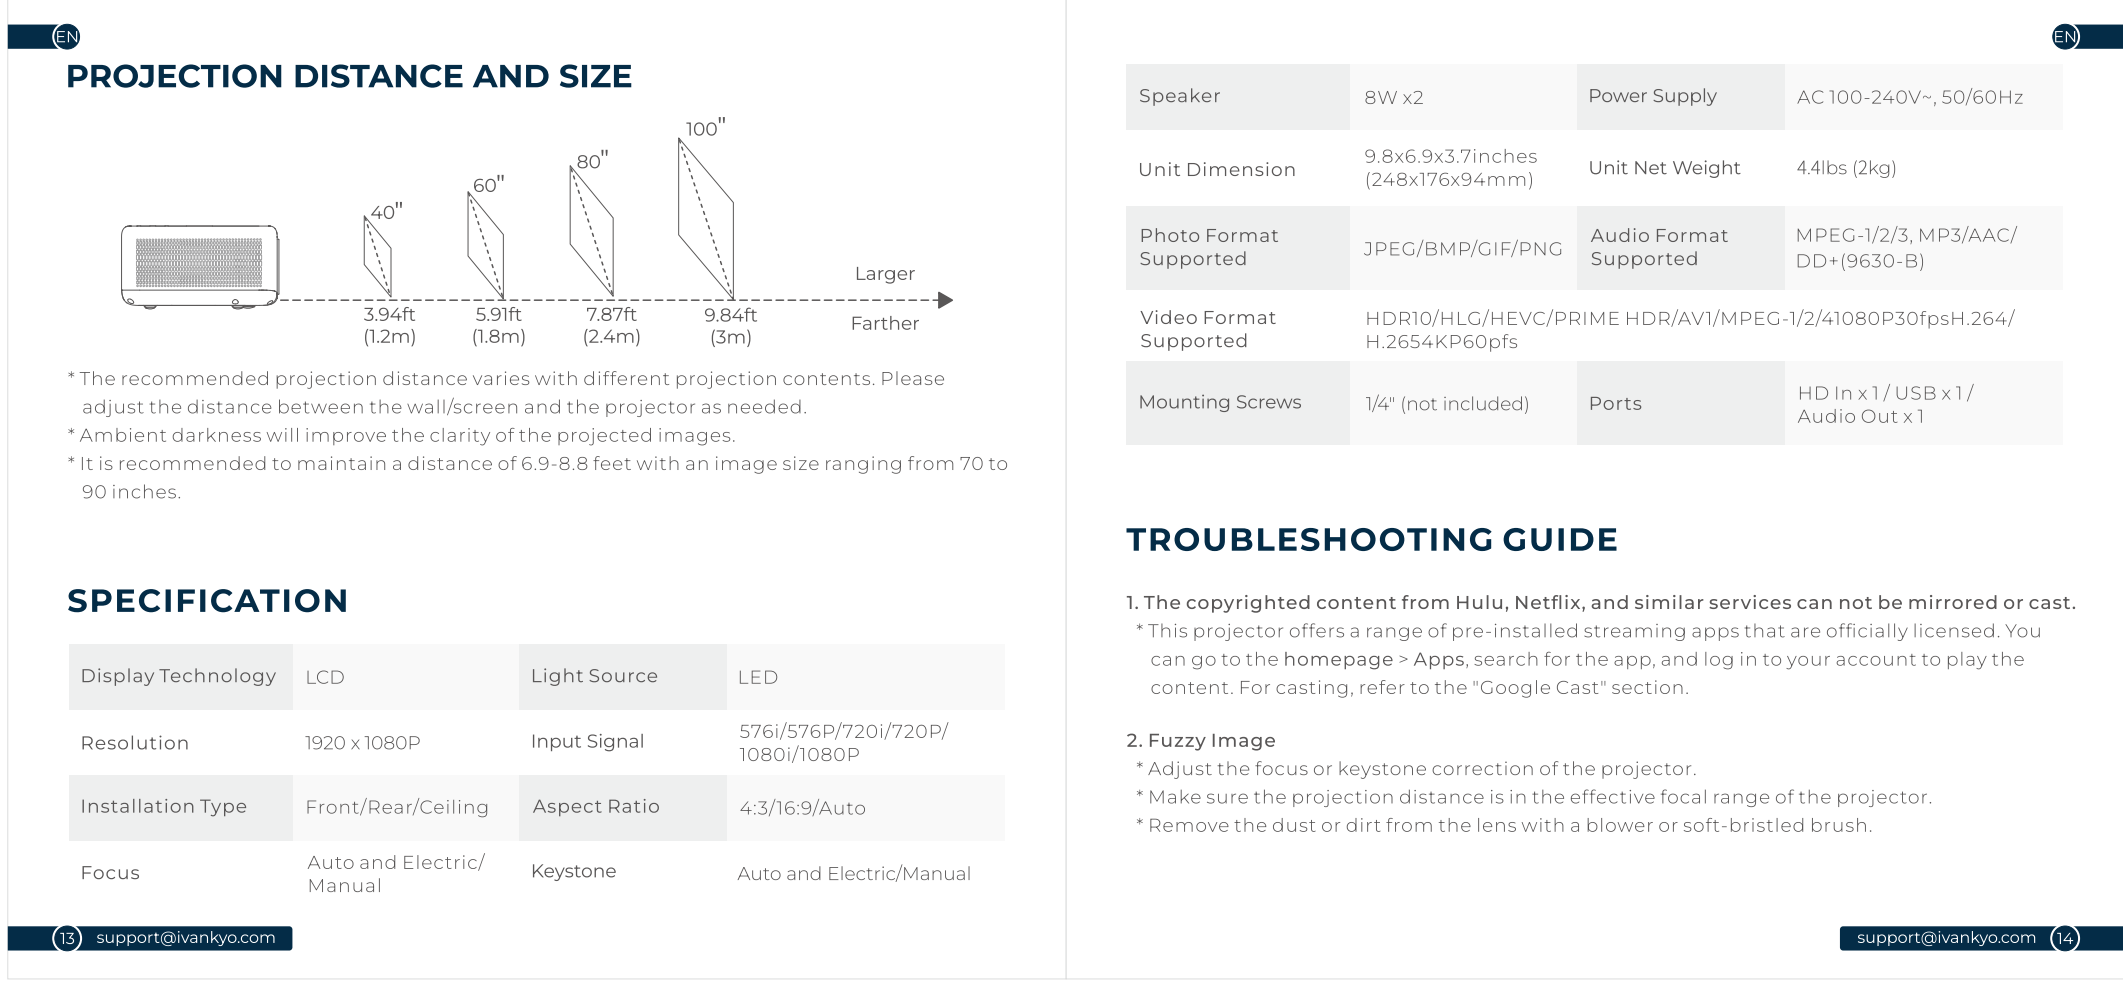 EN
PROJECTION DISTANCE AND SIZE
100"
80"
60"
40"
Larger
Farther
3.94ft
(1.2m)
5.91ft
(1.8m)
7.87ft
(2.4m)
9.84ft
(3m)
* The recommended projection distance varies with different projection contents. Please
adjust the distance between the wall/screen and the projector as needed.
* Ambient darkness will improve the clarity of the projected images.
* It is recommended to maintain a distance of 6.9-8.8 feet with an image size ranging from 70 to
90 inches.
SPECIFICATION
Display Technology
LCD
Light Source
LED
Resolution
1920 x 1080P
Input Signal
576i/576P/720i/720P/
1080i/1080P
Installation Type
Front/Rear/Ceiling
Aspect Ratio
4:3/16:9/Auto
Focus
Auto and Electric/
Manual
Keystone
Auto and Electric/Manual
13
support@ivankyo.com
EN
Speaker
8W x2
Power Supply
AC 100-240V~, 50/60Hz
Unit Dimension
9.8x6.9x3.7inches
(248x176x94mm)
Unit Net Weight
4.4lbs (2kg)
Photo Format
Supported
JPEG/BMP/GIF/PNG
Audio Format
Supported
MPEG-1/2/3, MP3/AAC/
DD+(9630-B)
Video Format
Supported
HDR10/HLG/HEVC/PRIME HDR/AV1/MPEG-1/2/41080P30fpsH.264/
H.2654KP60pfs
Mounting Screws
1/4" (not included)
Ports
HD In x 1 / USB x 1 /
Audio Out x 1
TROUBLESHOOTING GUIDE
1. The copyrighted content from Hulu, Netflix, and similar services can not be mirrored or cast.
* This projector offers a range of pre-installed streaming apps that are officially licensed. You
can go to the homepage > Apps, search for the app, and log in to your account to play the
content. For casting, refer to the "Google Cast" section.
2. Fuzzy Image
* Adjust the focus or keystone correction of the projector.
* Make sure the projection distance is in the effective focal range of the projector.
* Remove the dust or dirt from the lens with a blower or soft-bristled brush.
support@ivankyo.com
14